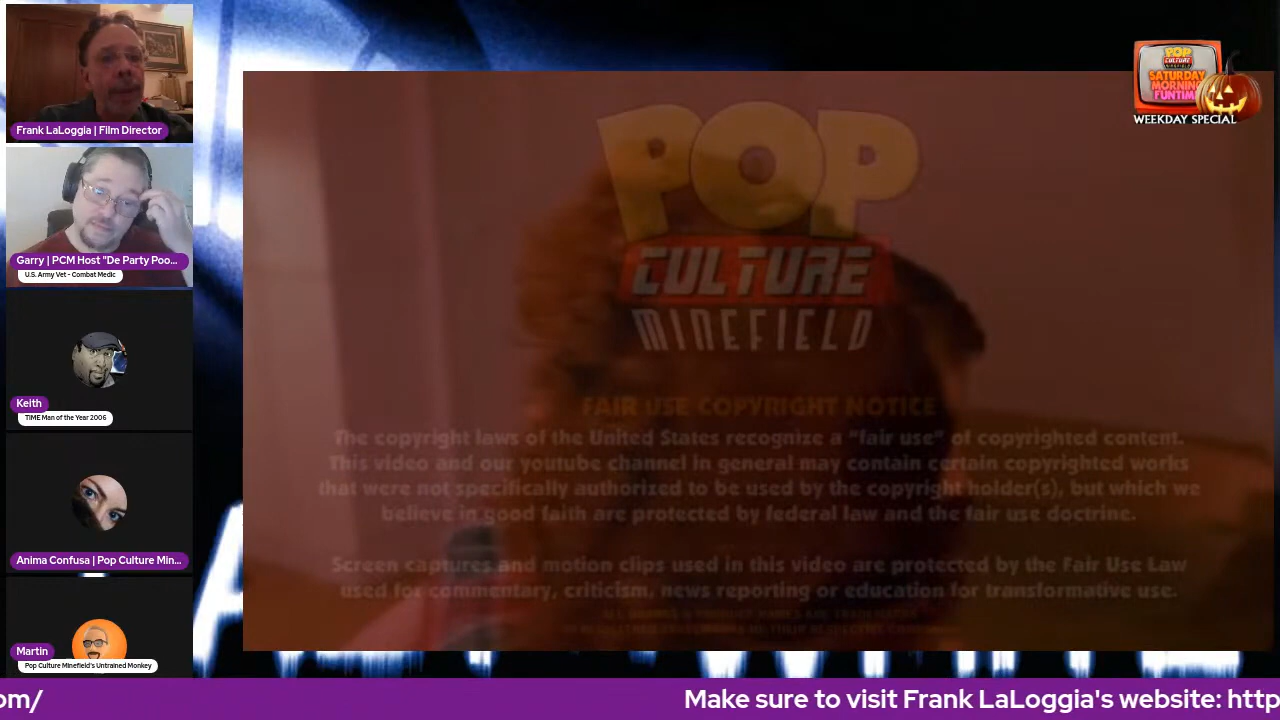 Frank LaLoggia | Film Director
Garry | PCM Host "De Party Poo...
U.S. Army Vet - Combat Medic
Keith
TIME Man of the Year 2006
Anima Confusa | Pop Culture Min...
Martin
Pop Culture Minefield's Untrained Monkey
POP
CULTURE
MINEFIELD
FAIR USE COPYRIGHT NOTICE
The copyright laws of the United States recognize a "fair use" of copyrighted content.
This video and our youtube channel in general may contain certain copyrighted works
that were not specifically authorized to be used by the copyright holder(s), but which we
believe in good faith are protected by federal law and the fair use doctrine.
Screen captures and motion clips used in this video are protected by the Fair Use Law
used for commentary, criticism, news reporting or education for transformative use.
POP
CULTURE
MINEFIELD
SATURDAY
MORNING
FUNTIME
WEEKDAY SPECIAL
om/ Make sure to visit Frank LaLoggia's website: http